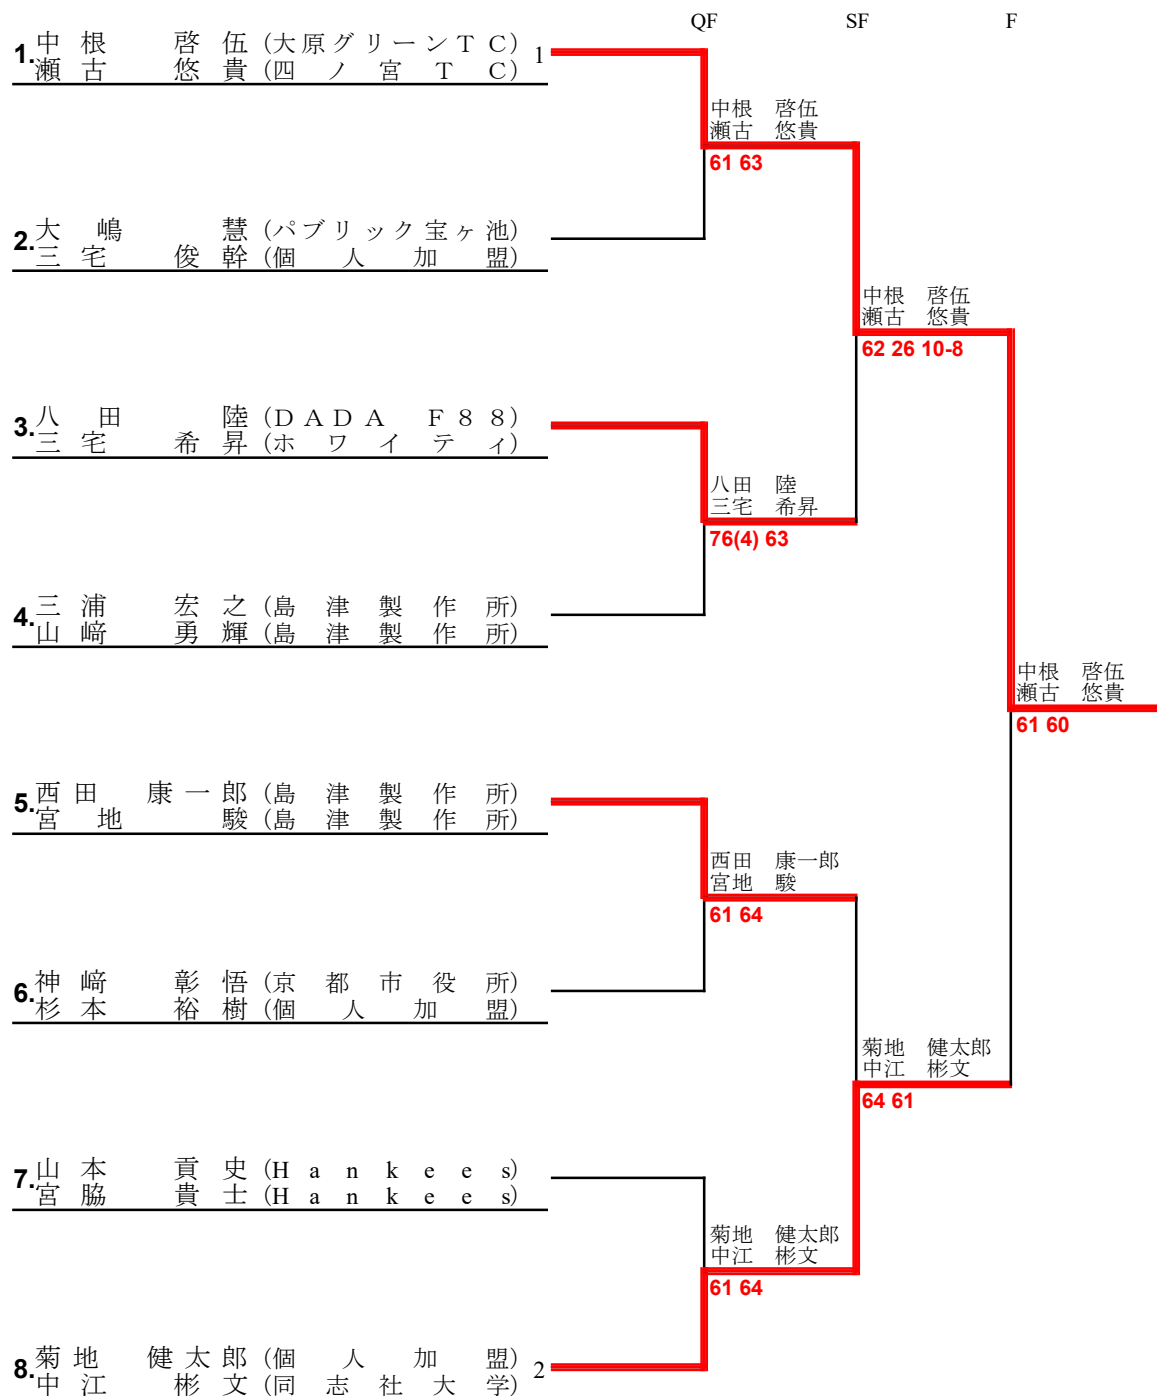 QF SF F
1. 中根 啓伍 (大原グリーンTC) 1
瀬古 悠貴 (四ノ宮TC)
中根 啓伍
瀬古 悠貴
61 63
2. 大嶋 慧 (パブリック宝ヶ池)
三宅 俊幹 (個人加盟)
中根 啓伍
瀬古 悠貴
62 26 10-8
3. 八田 陸 (DADA F88)
三宅 希昇 (ホワイティ)
八田 陸
三宅 希昇
76(4) 63
4. 三浦 宏之 (島津製作所)
山﨑 勇輝 (島津製作所)
中根 啓伍
瀬古 悠貴
61 60
5. 西田 康一郎 (島津製作所)
宮地 駿 (島津製作所)
西田 康一郎
宮地 駿
61 64
6. 神﨑 彰悟 (京都市役所)
杉本 裕樹 (個人加盟)
菊地 健太郎
中江 彬文
64 61
7. 山本 貢史 (Hankees)
宮脇 貴士 (Hankees)
菊地 健太郎
中江 彬文
61 64
8. 菊地 健太郎 (個人加盟) 2
中江 彬文 (同志社大学)